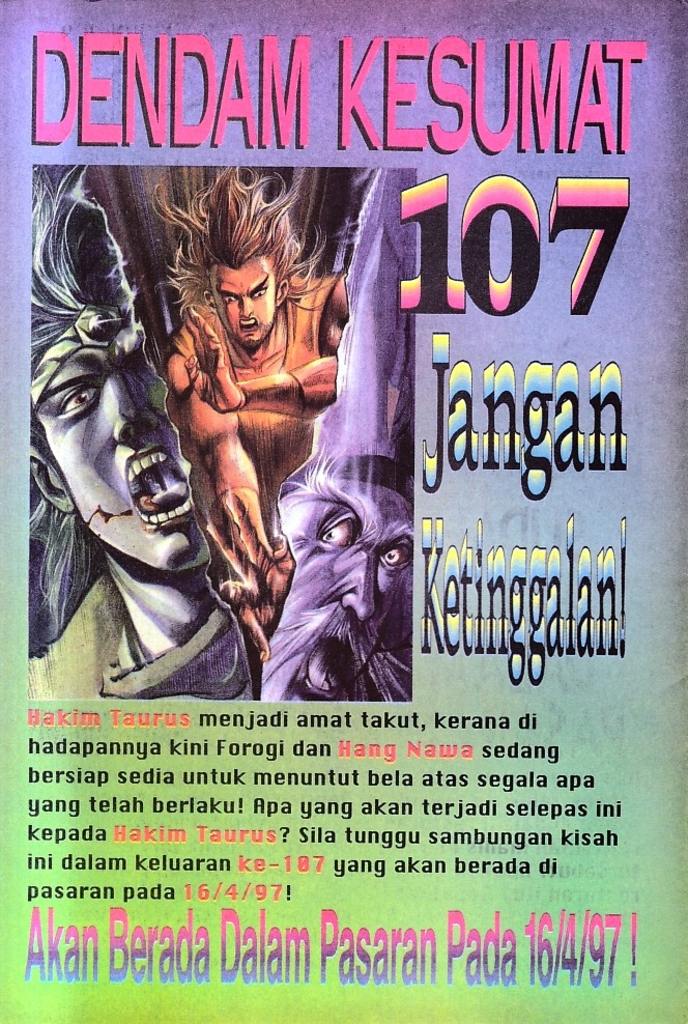 DENDAM KESUMAT
107
Jangan
Ketinggalan!
Hakim Taurus menjadi amat takut, kerana di
hadapannya kini Forogi dan Hang Nawa sedang
bersiap sedia untuk menuntut bela atas segala apa
yang telah berlaku! Apa yang akan terjadi selepas ini
kepada Hakim Taurus? Sila tunggu sambungan kisah
ini dalam keluaran ke-107 yang akan berada di
pasaran pada 16/4/97!
Akan Berada Dalam Pasaran Pada 16/4/97!